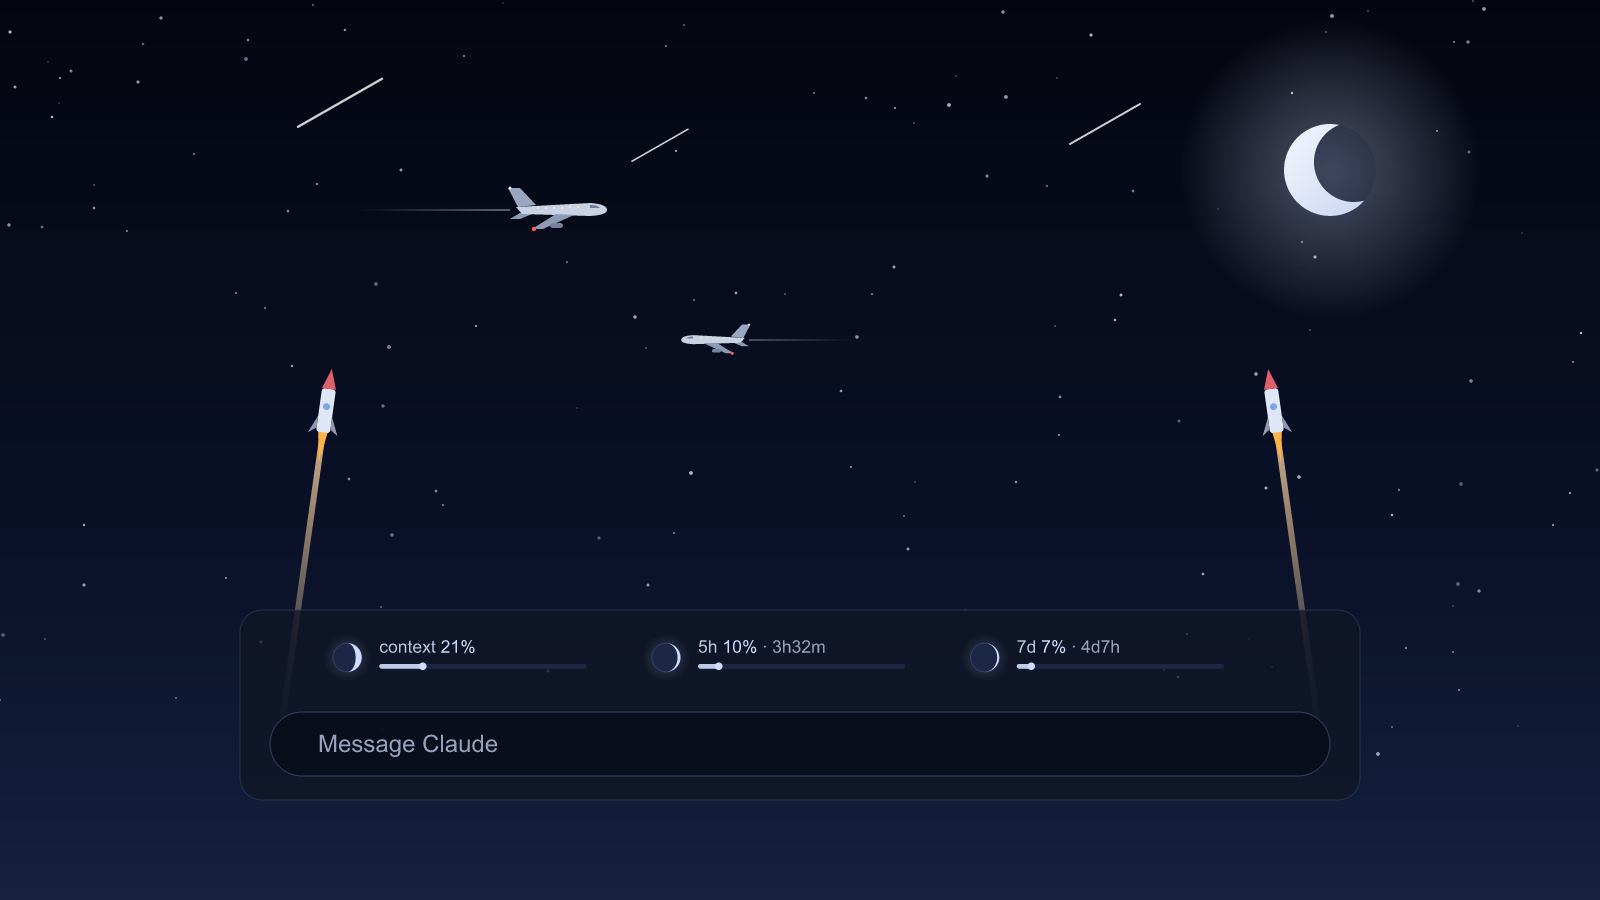 context 21%
5h 10% · 3h32m
7d 7% · 4d7h
Message Claude